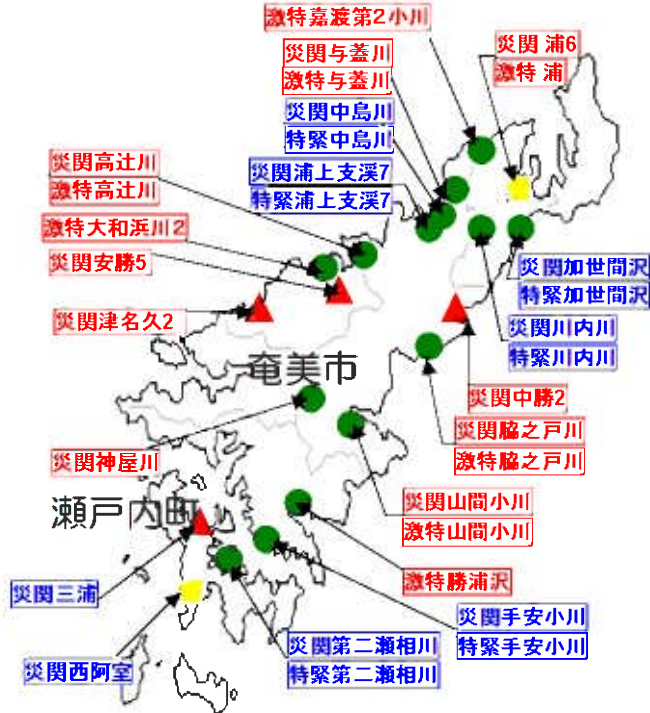 激特嘉渡第2小川
災関与蓋川
激特与蓋川
災関 浦6
激特 浦
災関中島川
特緊中島川
災関浦上支渓7
特緊浦上支渓7
災関高辻川
激特高辻川
激特大和浜川2
災関安勝5
災関津名久2
災関加世間沢
特緊加世間沢
災関川内川
特緊川内川
奄美市
災関中勝2
災関脇之戸川
激特脇之戸川
災関神屋川
災関山間小川
激特山間小川
瀬戸内町
激特勝浦沢
災関三浦
災関手安小川
特緊手安小川
災関西阿室
災関第二瀬相川
特緊第二瀬相川